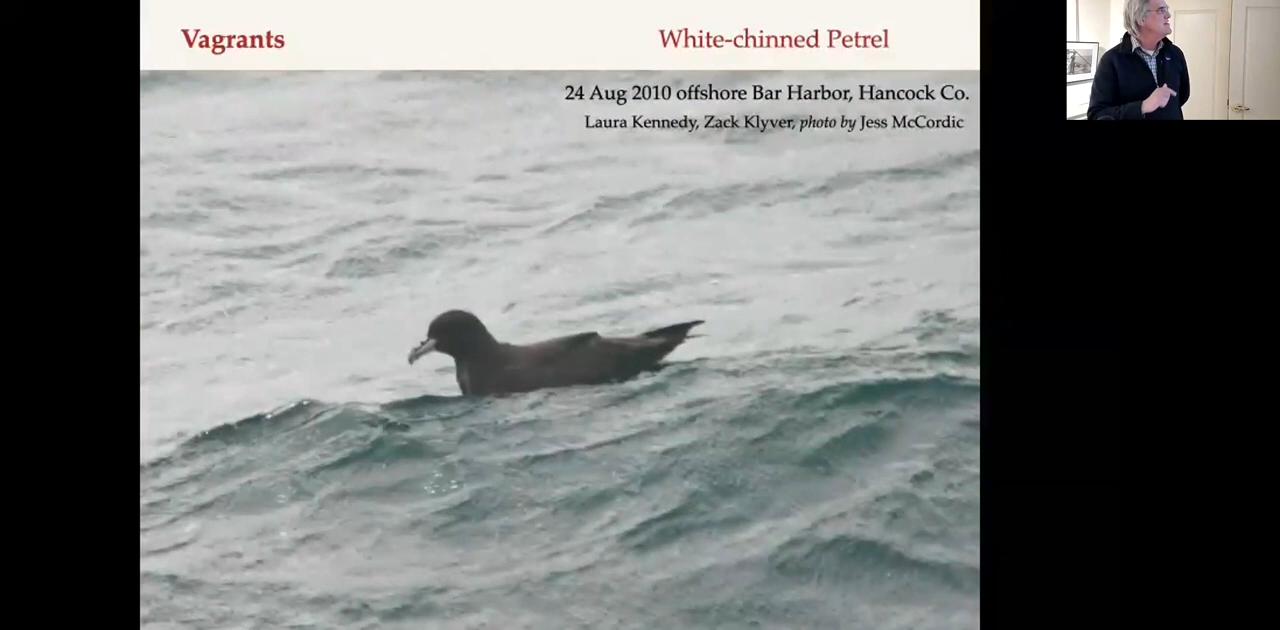 Vagrants
White-chinned Petrel
24 Aug 2010 offshore Bar Harbor, Hancock Co.
Laura Kennedy, Zack Klyver, photo by Jess McCordic